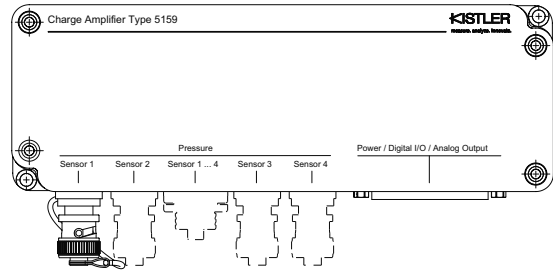 Charge Amplifier Type 5159
KISTLER
measure. analyze. innovate.
Pressure
Power / Digital I/O / Analog Output
Sensor 1
Sensor 2
Sensor 1 ... 4
Sensor 3
Sensor 4